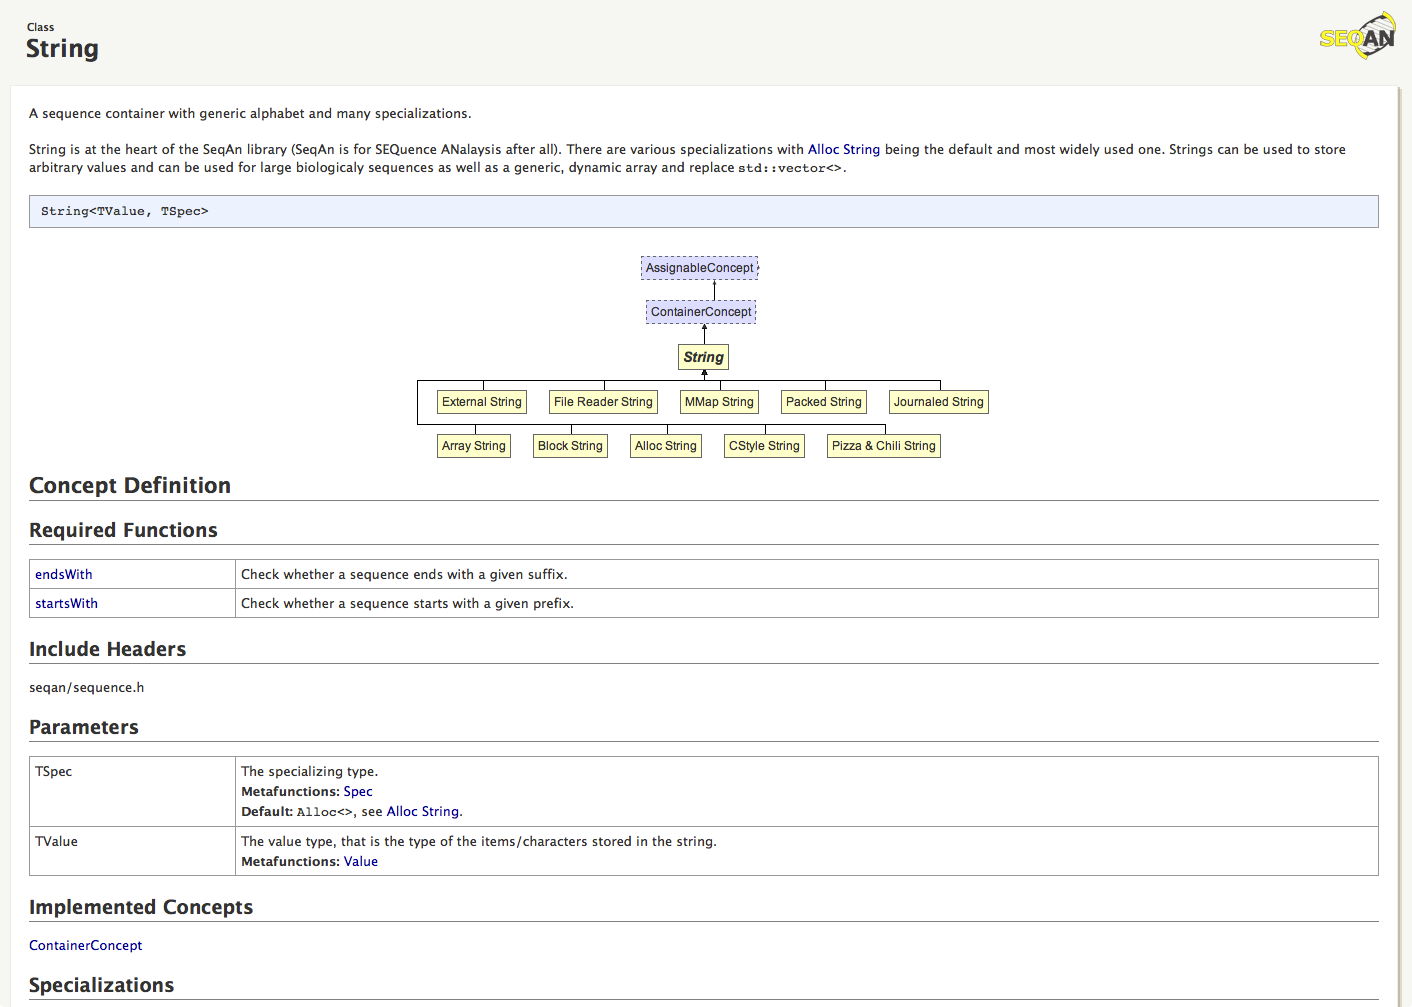 Class
String
SEQAN
A sequence container with generic alphabet and many specializations.
String is at the heart of the SeqAn library (SeqAn is for SEQuence ANalaysis after all). There are various specializations with Alloc String being the default and most widely used one. Strings can be used to store
arbitrary values and can be used for large biologicaly sequences as well as a generic, dynamic array and replace std::vector<>.
String<TValue, TSpec>
AssignableConcept
ContainerConcept
String
External String File Reader String MMap String Packed String Journaled String
Array String Block String Alloc String CStyle String Pizza & Chili String
Concept Definition
Required Functions
endsWith Check whether a sequence ends with a given suffix.
startsWith Check whether a sequence starts with a given prefix.
Include Headers
seqan/sequence.h
Parameters
TSpec The specializing type.
Metafunctions: Spec
Default: Alloc<>, see Alloc String.
TValue The value type, that is the type of the items/characters stored in the string.
Metafunctions: Value
Implemented Concepts
ContainerConcept
Specializations